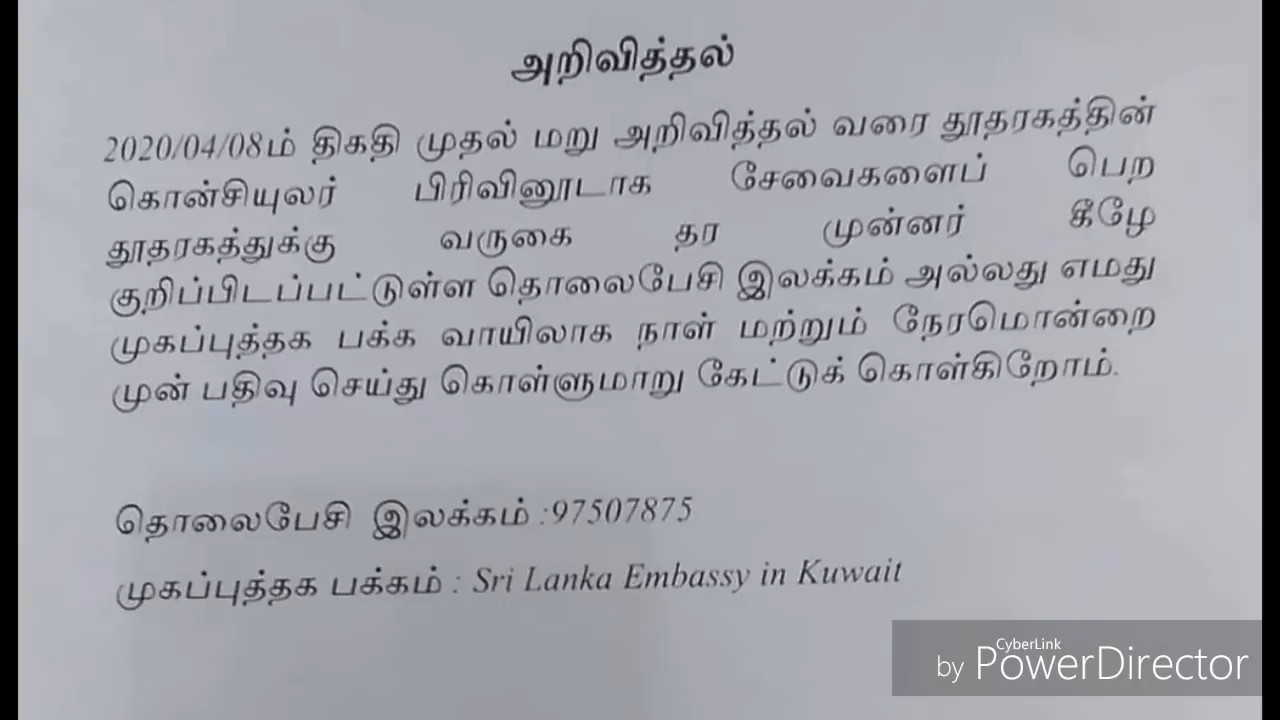 அறிவித்தல்
2020/04/08ம் திகதி முதல் மறு அறிவித்தல் வரை தூதரகத்தின்
கொன்சியுலர் பிரிவினூடாக சேவைகளைப் பெற
தூதரகத்துக்கு வருகை தர முன்னர் கீழே
குறிப்பிடப்பட்டுள்ள தொலைபேசி இலக்கம் அல்லது எமது
முகப்புத்தக பக்க வாயிலாக நாள் மற்றும் நேரமொன்றை
முன் பதிவு செய்து கொள்ளுமாறு கேட்டுக் கொள்கிறோம்.
தொலைபேசி இலக்கம் :97507875
முகப்புத்தக பக்கம் : Sri Lanka Embassy in Kuwait
CyberLink
by PowerDirector